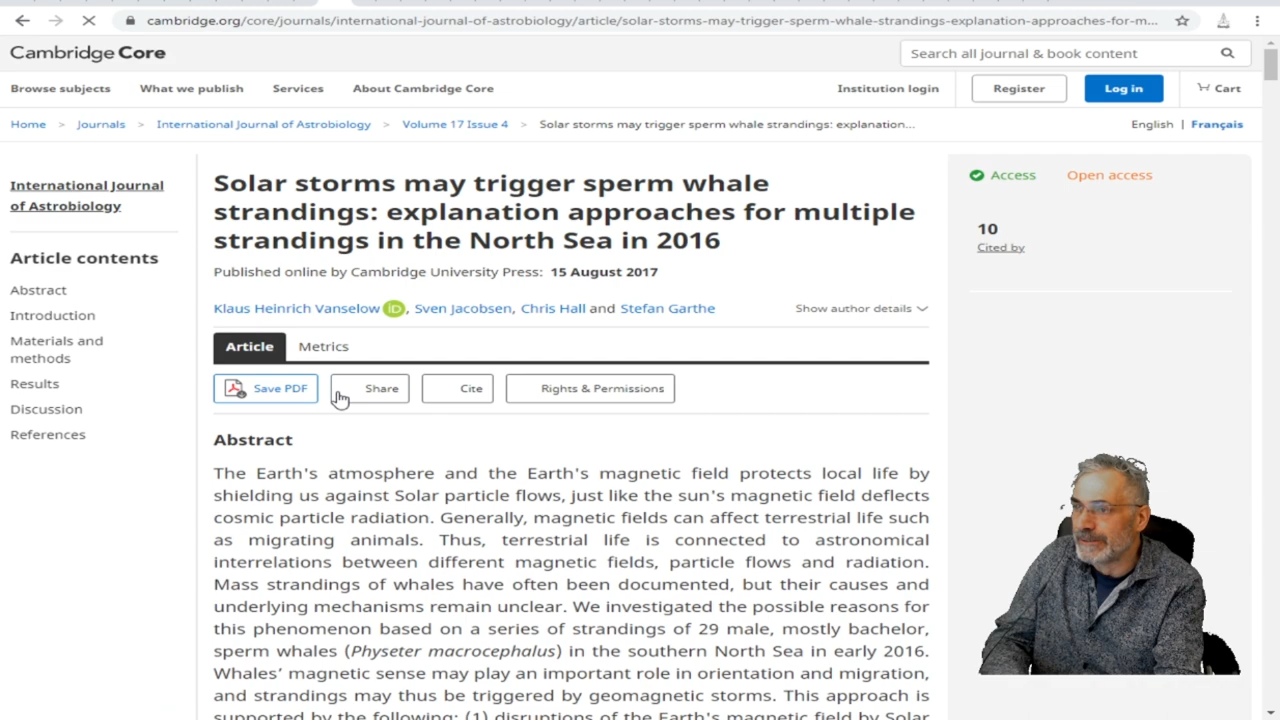 cambridge.org/core/journals/international-journal-of-astrobiology/article/solar-storms-may-trigger-sperm-whale-strandings-explanation-approaches-for-m...
Cambridge Core
Search all journal & book content
Browse subjects What we publish Services About Cambridge Core Institution login Register Log in Cart
Home > Journals > International Journal of Astrobiology > Volume 17 Issue 4 > Solar storms may trigger sperm whale strandings: explanation... English | Français
International Journal
of Astrobiology
Article contents
Abstract
Introduction
Materials and
methods
Results
Discussion
References
Solar storms may trigger sperm whale
strandings: explanation approaches for multiple
strandings in the North Sea in 2016
Published online by Cambridge University Press: 15 August 2017
Klaus Heinrich Vanselow iD , Sven Jacobsen, Chris Hall and Stefan Garthe Show author details
Article Metrics
Save PDF Share Cite Rights & Permissions
Abstract
The Earth's atmosphere and the Earth's magnetic field protects local life by
shielding us against Solar particle flows, just like the sun's magnetic field deflects
cosmic particle radiation. Generally, magnetic fields can affect terrestrial life such
as migrating animals. Thus, terrestrial life is connected to astronomical
interrelations between different magnetic fields, particle flows and radiation.
Mass strandings of whales have often been documented, but their causes and
underlying mechanisms remain unclear. We investigated the possible reasons for
this phenomenon based on a series of strandings of 29 male, mostly bachelor,
sperm whales (Physeter macrocephalus) in the southern North Sea in early 2016.
Whales' magnetic sense may play an important role in orientation and migration,
and strandings may thus be triggered by geomagnetic storms. This approach is
supported by the following: (1) disruptions of the Earth's magnetic field by Solar
Access Open access
10
Cited by